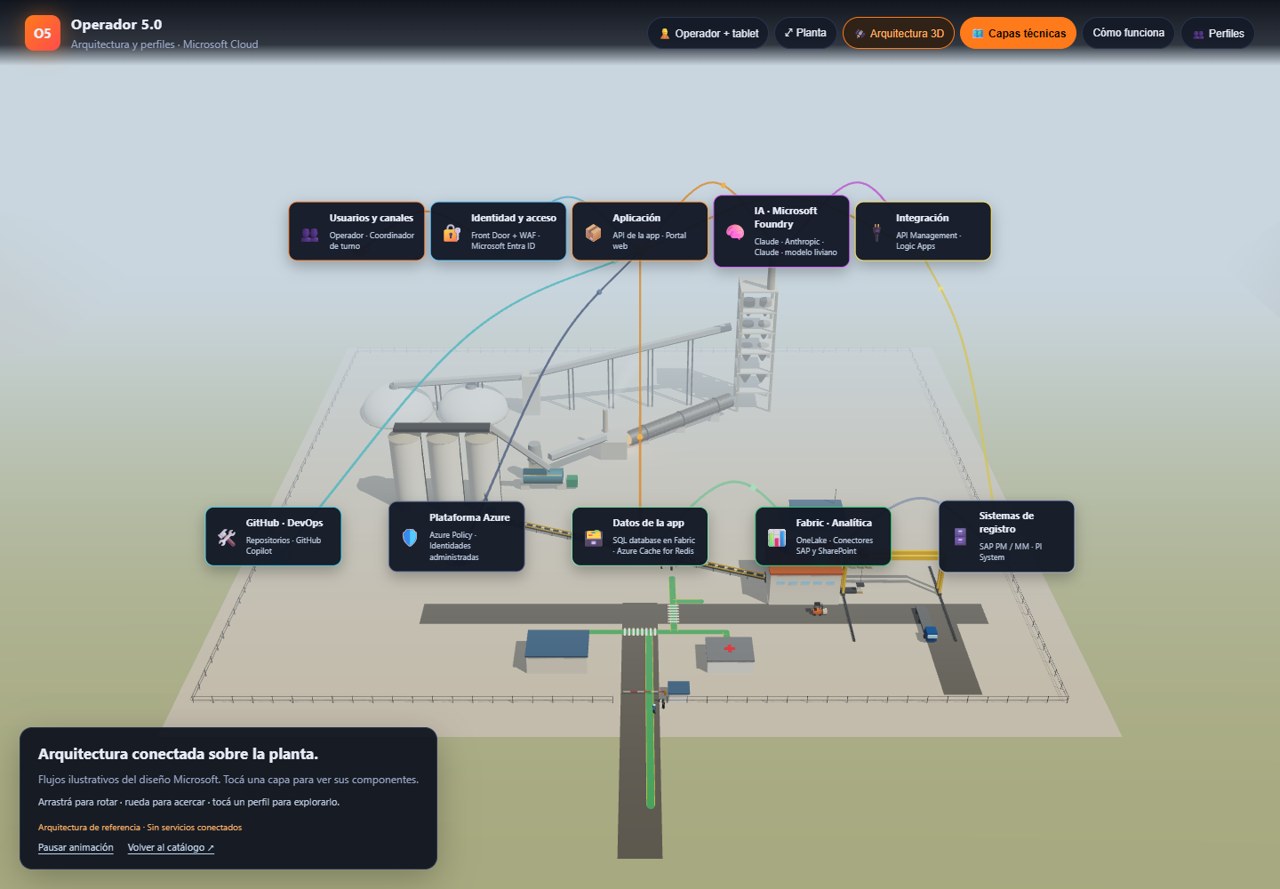 O5
Operador 5.0
Arquitectura y perfiles · Microsoft Cloud
Operador + tablet
Planta
Arquitectura 3D
Capas técnicas
Cómo funciona
Perfiles
Usuarios y canales
Operador · Coordinador
de turno
Identidad y acceso
Front Door + WAF ·
Microsoft Entra ID
Aplicación
API de la app · Portal
web
IA · Microsoft
Foundry
Claude · Anthropic ·
Claude · modelo liviano
Integración
API Management ·
Logic Apps
GitHub · DevOps
Repositorios · GitHub
Copilot
Plataforma Azure
Azure Policy ·
Identidades
administradas
Datos de la app
SQL database en Fabric
· Azure Cache for Redis
Fabric · Analítica
OneLake · Conectores
SAP y SharePoint
Sistemas de
registro
SAP PM / MM · PI
System
Arquitectura conectada sobre la planta.
Flujos ilustrativos del diseño Microsoft. Tocá una capa para ver sus componentes.
Arrastrá para rotar · rueda para acercar · tocá un perfil para explorarlo.
Arquitectura de referencia · Sin servicios conectados
Pausar animación
Volver al catálogo ↗